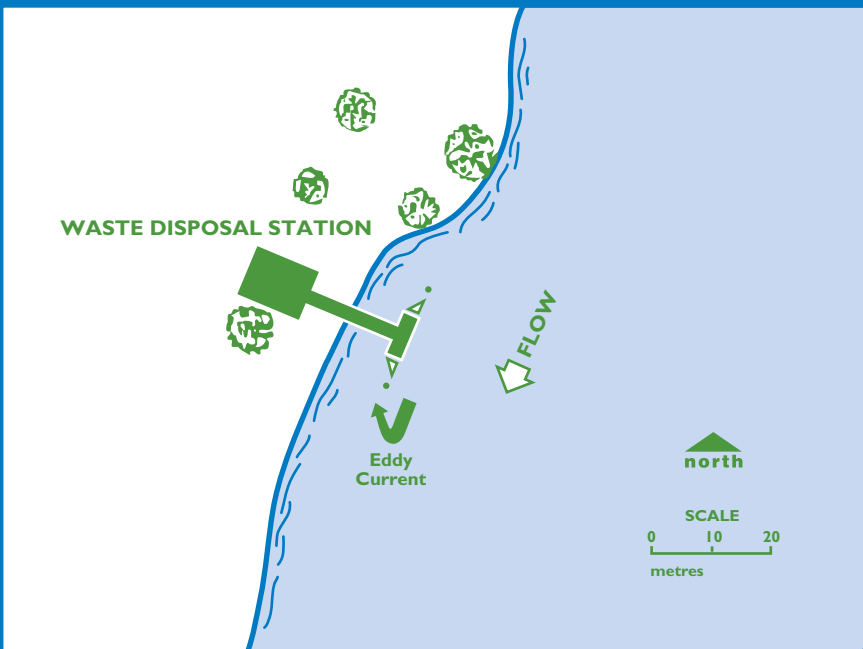 WASTE DISPOSAL STATION
FLOW
Eddy
Current
north
SCALE
0 10 20
metres